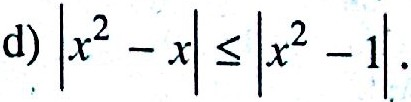 d) |x² − x| ≤ |x² − 1|.